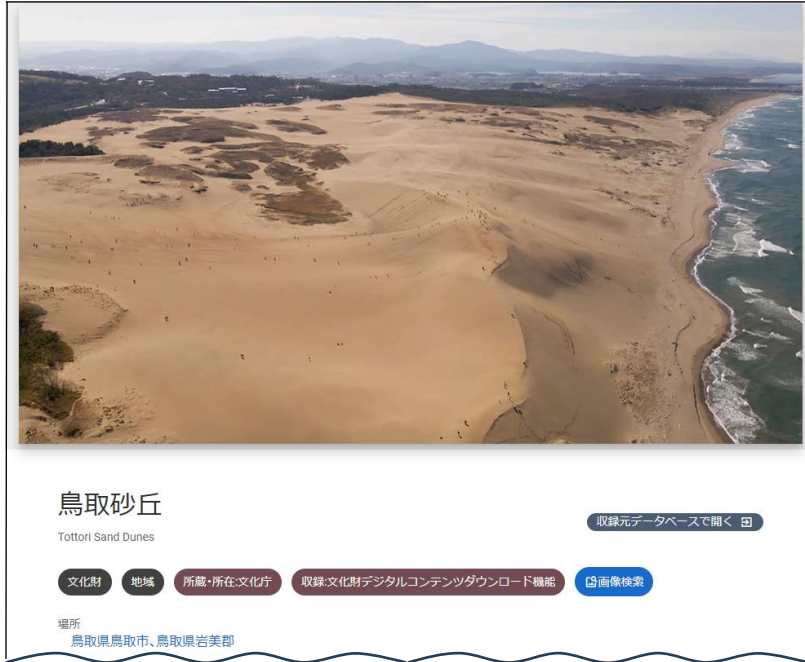 鳥取砂丘
Tottori Sand Dunes
収録元データベースで開く
文化財 地域 所蔵・所在:文化庁 収録:文化財デジタルコンテンツダウンロード機能 画像検索
場所
鳥取県鳥取市、鳥取県岩美郡